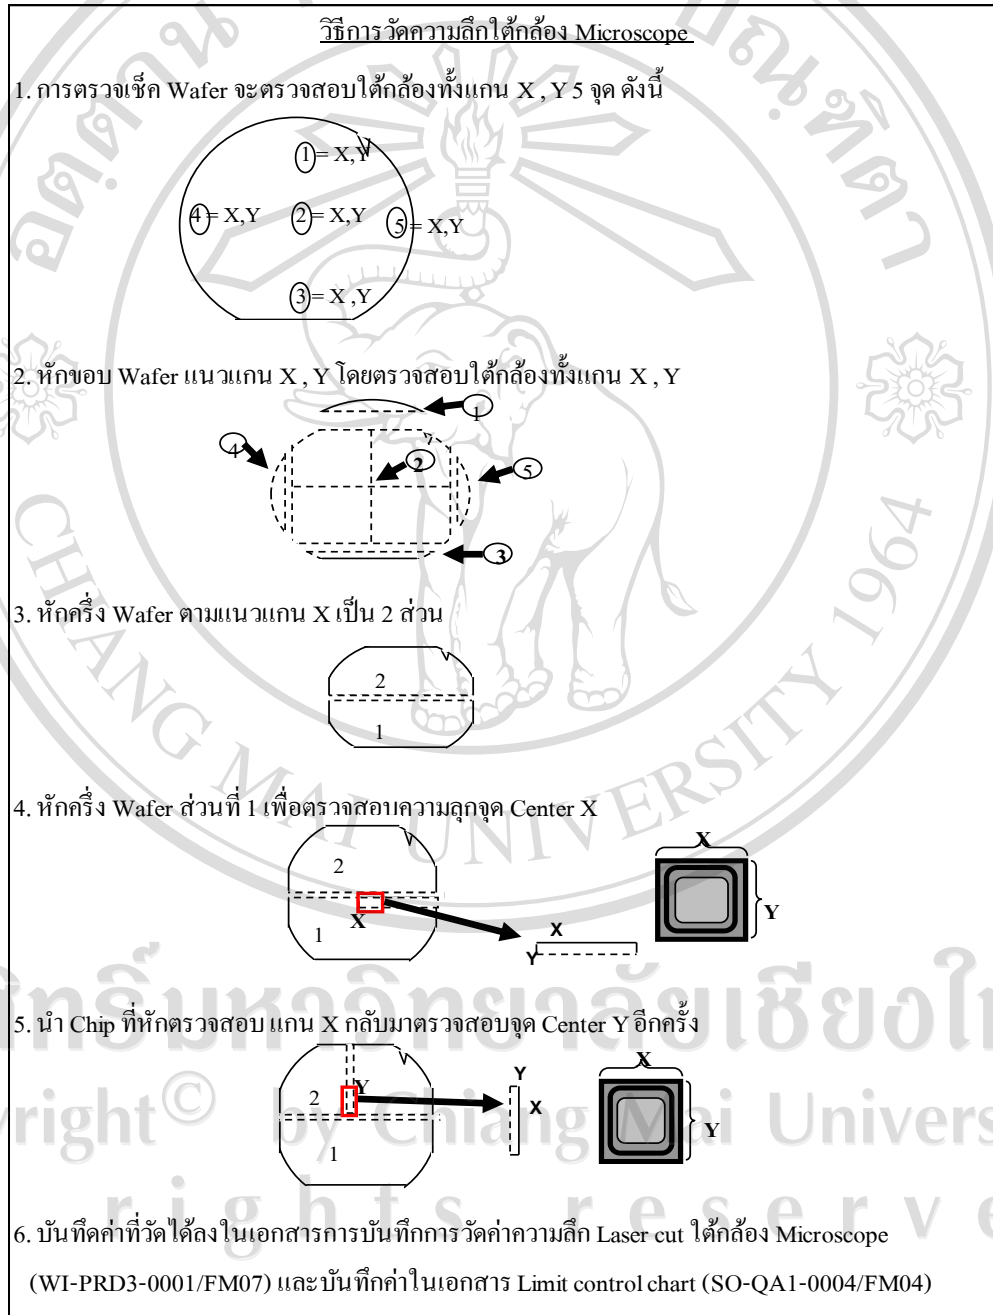 วิธีการวัดความลึกใต้กล้อง Microscope
1. การตรวจเช็ค Wafer จะตรวจสอบใต้กล้องทั้งแกน X , Y 5 จุด ดังนี้
1 = X,Y
4 = X,Y 2 = X,Y 5 = X,Y
3 = X ,Y
2. หักขอบ Wafer แนวแกน X , Y โดยตรวจสอบใต้กล้องทั้งแกน X , Y
1
4 2 5
3
3. หักครึ่ง Wafer ตามแนวแกน X เป็น 2 ส่วน
2
1
4. หักครึ่ง Wafer ส่วนที่ 1 เพื่อตรวจสอบความลุกจุด Center X
2 X
X Y
1 X
Y
5. นำ Chip ที่หักตรวจสอบ แกน X กลับมาตรวจสอบจุด Center Y อีกครั้ง
Y X
2 Y X
Y
1
6. บันทึดค่าที่วัดได้ลงในเอกสารการบันทึกการวัดค่าความลึก Laser cut ใต้กล้อง Microscope
(WI-PRD3-0001/FM07) และบันทึกค่าในเอกสาร Limit control chart (SO-QA1-0004/FM04)
CHIANG MAI UNIVERSITY 1964
by Chiang Mai Univers